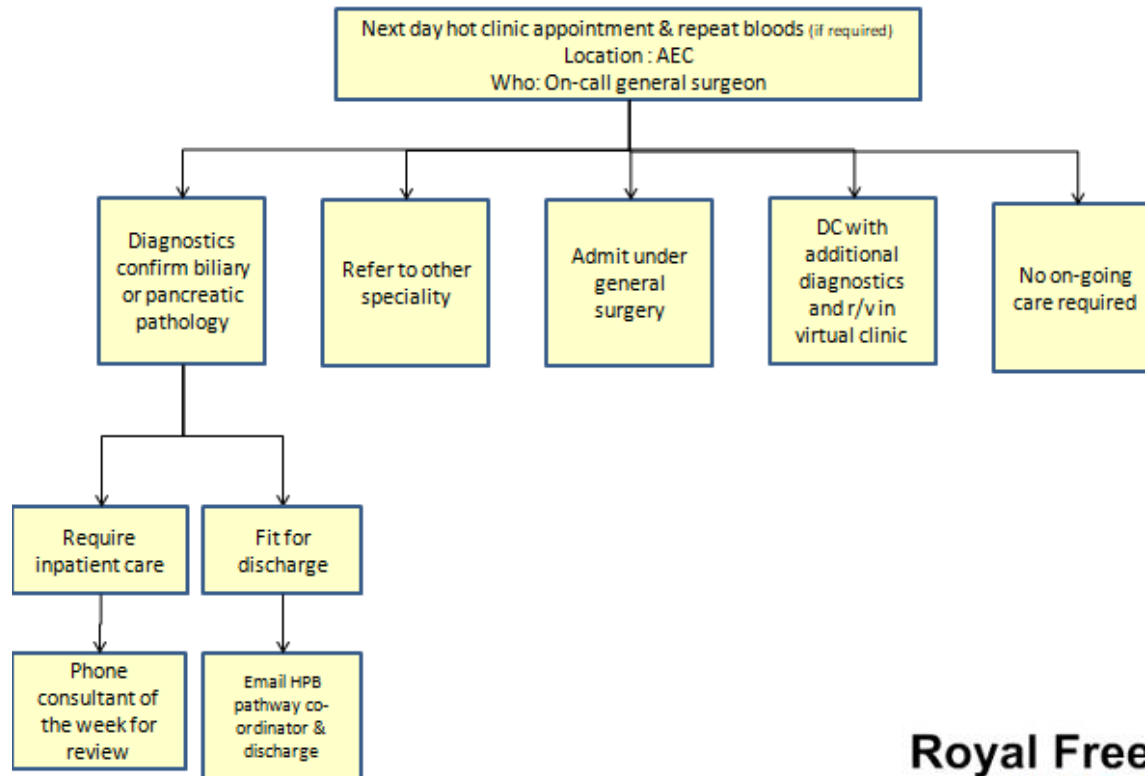 Next day hot clinic appointment & repeat bloods (if required)
Location : AEC
Who: On-call general surgeon
Diagnostics
confirm biliary
or pancreatic
pathology
Refer to other
speciality
Admit under
general
surgery
DC with
additional
diagnostics
and r/v in
virtual clinic
No on-going
care required
Require
inpatient care
Fit for
discharge
Phone
consultant of
the week for
review
Email HPB
pathway co-
ordinator &
discharge
Royal Free